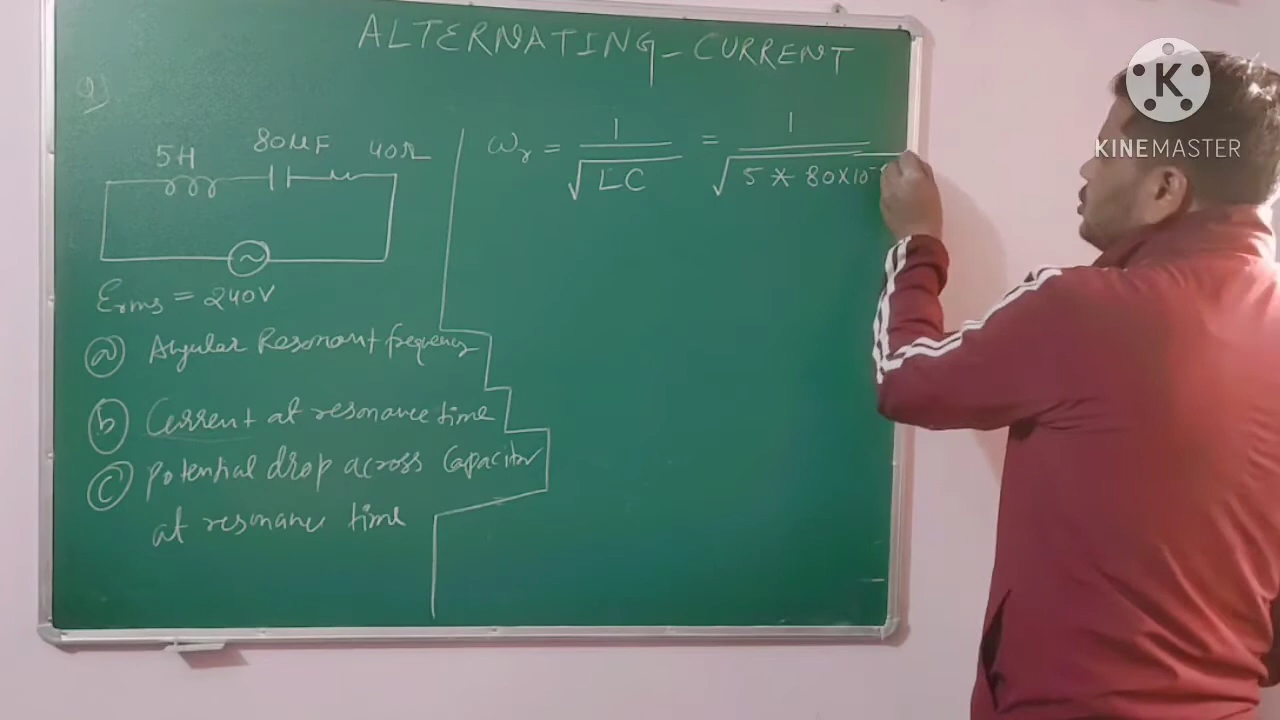 ALTERNATING-CURRENT
Q)
5H 80μF 40Ω
Erms = 240V
(a) Angular Resonant frequency
(b) Current at resonance time
(c) Potential drop across Capacitor
at resonance time
ωr = 1/√LC = 1/√5*80×10-
K
KINEMASTER